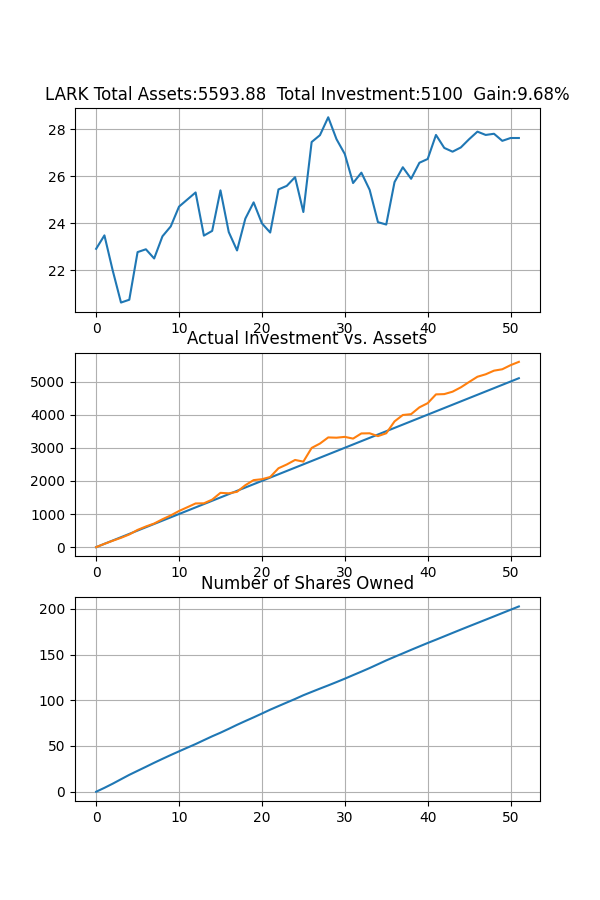 LARK Total Assets:5593.88  Total Investment:5100  Gain:9.68%
28
26
24
22
0 10 20 30 40 50
Actual Investment vs. Assets
5000
4000
3000
2000
1000
0
0 10 20 30 40 50
Number of Shares Owned
200
150
100
50
0
0 10 20 30 40 50